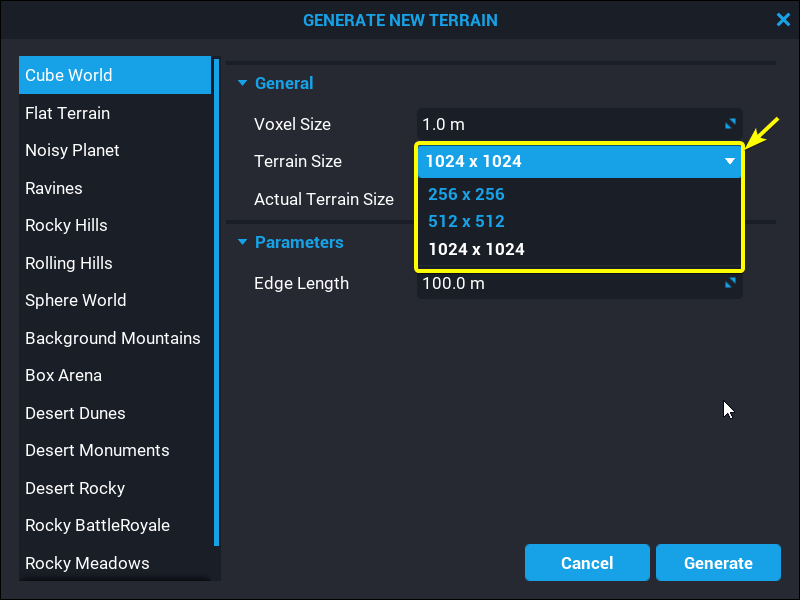 GENERATE NEW TERRAIN
Cube World
Flat Terrain
Noisy Planet
Ravines
Rocky Hills
Rolling Hills
Sphere World
Background Mountains
Box Arena
Desert Dunes
Desert Monuments
Desert Rocky
Rocky BattleRoyale
Rocky Meadows
General
Voxel Size
1.0 m
Terrain Size
1024 x 1024
256 x 256
512 x 512
1024 x 1024
Actual Terrain Size
Parameters
Edge Length
100.0 m
Cancel
Generate